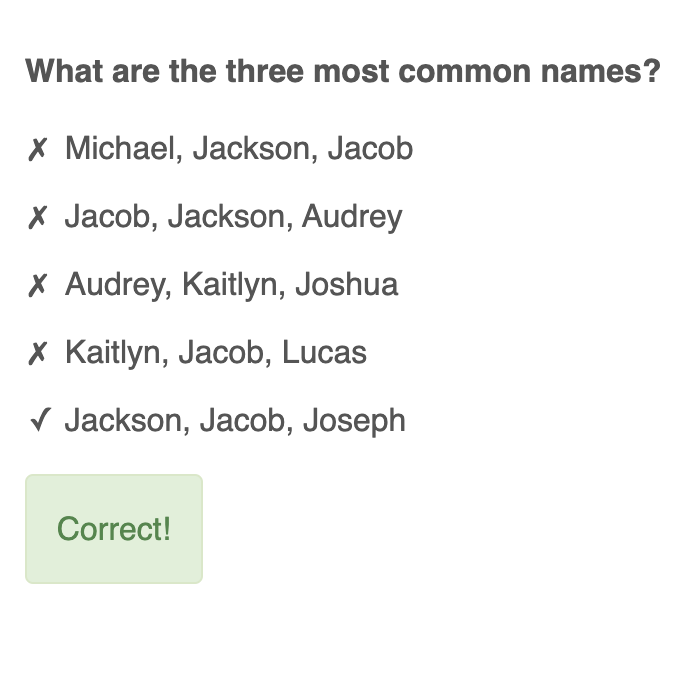 What are the three most common names?
✗ Michael, Jackson, Jacob
✗ Jacob, Jackson, Audrey
✗ Audrey, Kaitlyn, Joshua
✗ Kaitlyn, Jacob, Lucas
✓ Jackson, Jacob, Joseph
Correct!